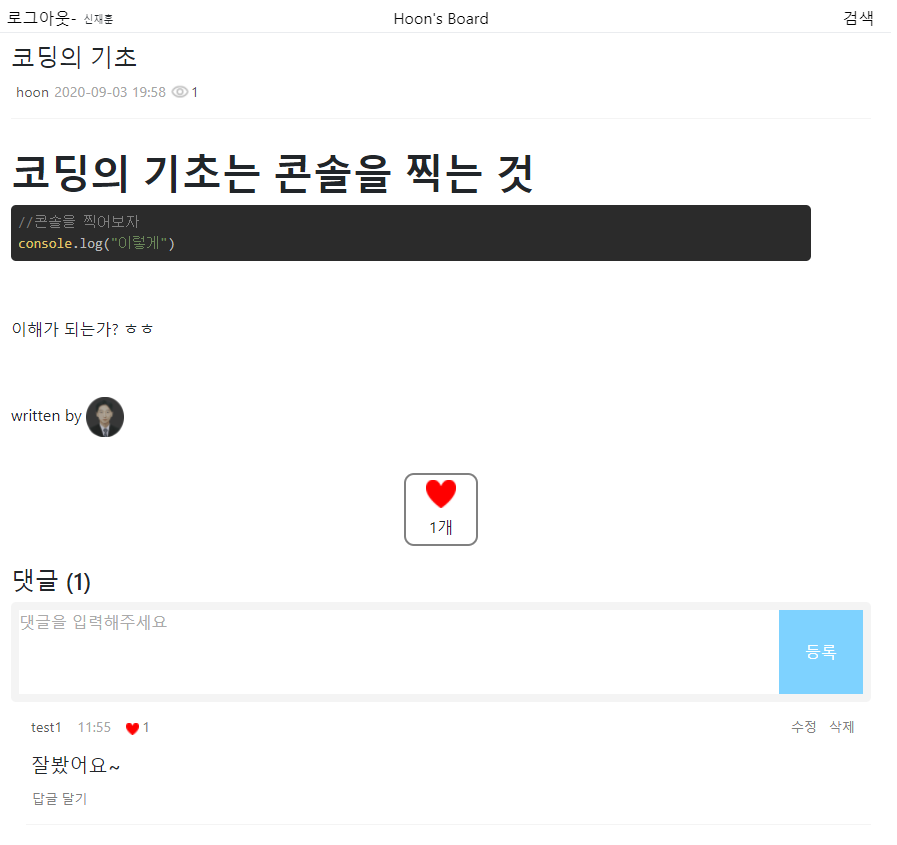 로그아웃- 신재훈 Hoon's Board 검색
코딩의 기초
hoon 2020-09-03 19:58 1
코딩의 기초는 콘솔을 찍는 것
//콘솔을 찍어보자
console.log("이렇게")
이해가 되는가? ㅎㅎ
written by
1개
댓글 (1)
댓글을 입력해주세요
등록
test1 11:55 1 수정 삭제
잘봤어요~
답글 달기